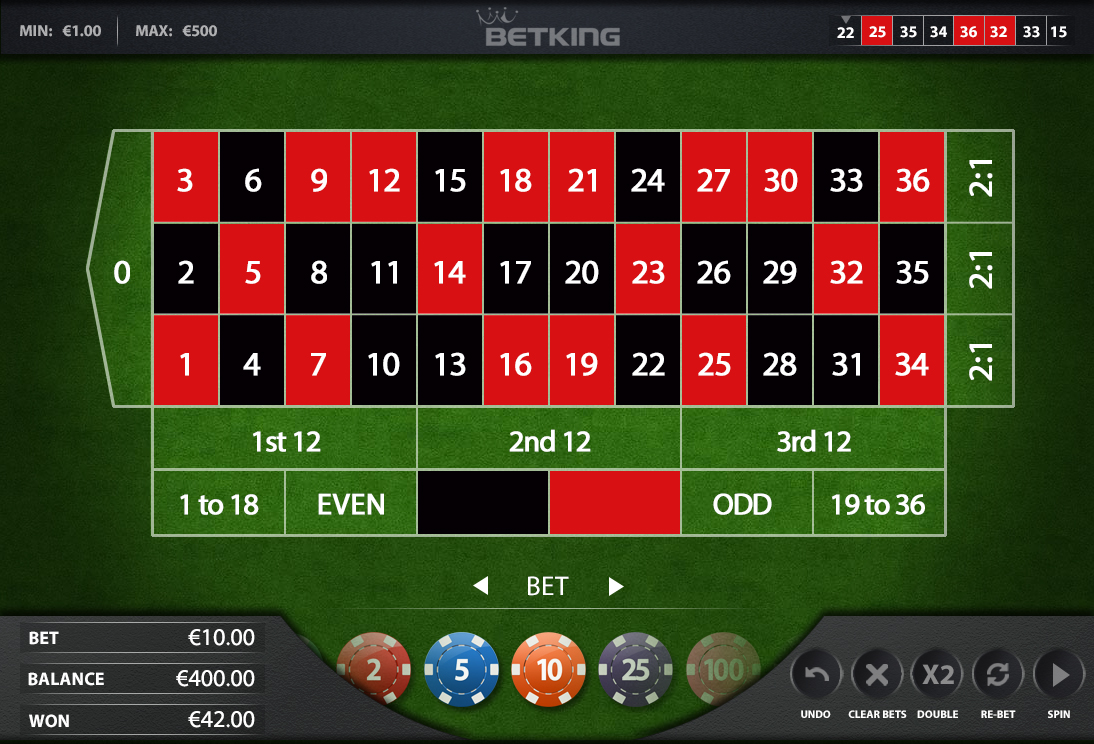 MIN: €1.00 MAX: €500
BETKING
22 25 35 34 36 32 33 15
3 6 9 12 15 18 21 24 27 30 33 36 2:1
0 2 5 8 11 14 17 20 23 26 29 32 35 2:1
1 4 7 10 13 16 19 22 25 28 31 34 2:1
1st 12 2nd 12 3rd 12
1 to 18 EVEN ODD 19 to 36
BET
BET €10.00
BALANCE €400.00
WON €42.00
2 5 10 25 100
X2
UNDO CLEAR BETS DOUBLE RE-BET SPIN